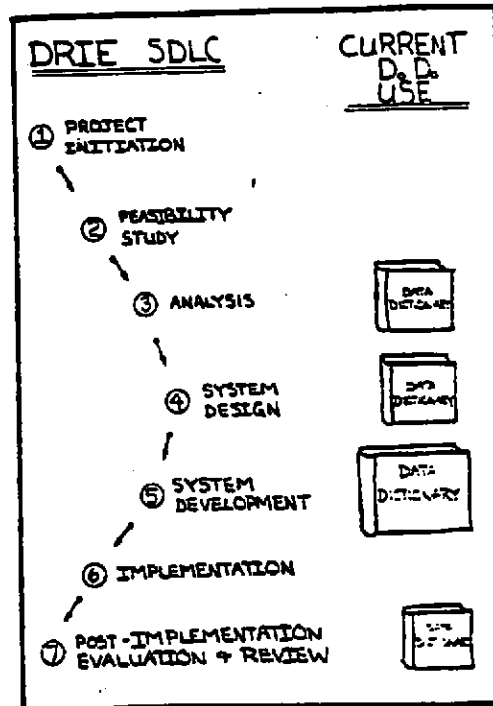 DRIE SDLC
CURRENT
D. D.
USE
① PROJECT
INITIATION
② FEASIBILITY
STUDY
③ ANALYSIS
DATA
DICTIONARY
④ SYSTEM
DESIGN
DATA
DICTIONARY
⑤ SYSTEM
DEVELOPMENT
DATA
DICTIONARY
⑥ IMPLEMENTATION
⑦ POST-IMPLEMENTATION
EVALUATION & REVIEW
DATA